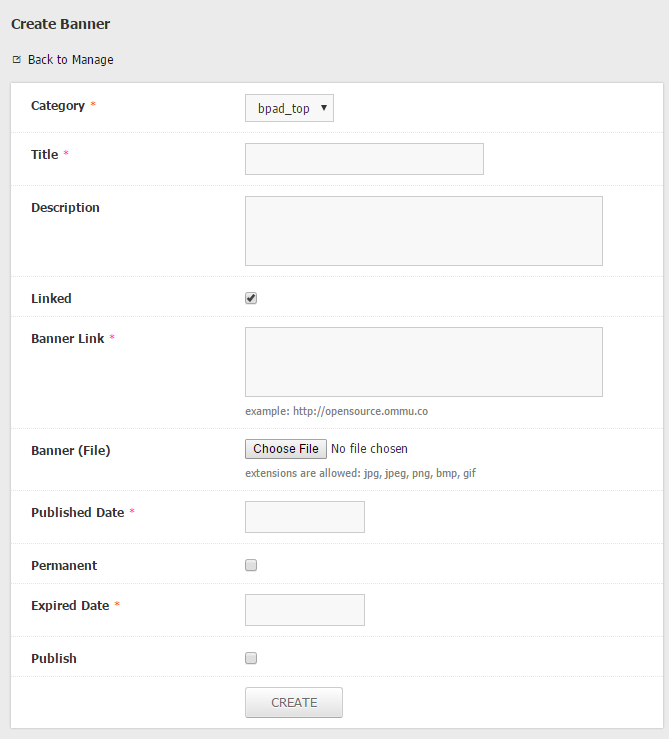 Create Banner
Back to Manage
Category *
bpad_top
Title *
Description
Linked
Banner Link *
example: http://opensource.ommu.co
Banner (File)
Choose File No file chosen
extensions are allowed: jpg, jpeg, png, bmp, gif
Published Date *
Permanent
Expired Date *
Publish
CREATE